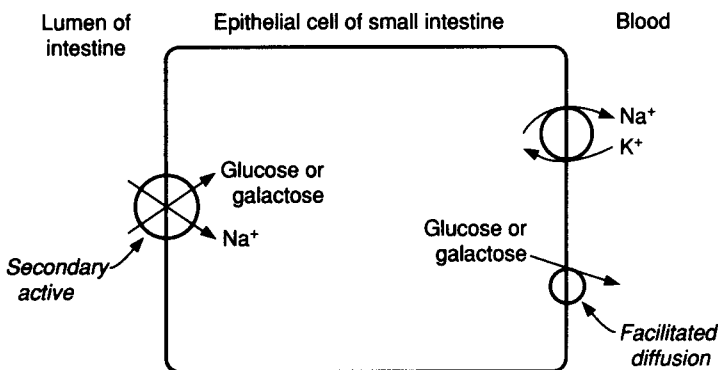 Lumen of
intestine
Epithelial cell of small intestine
Blood
Na⁺
K⁺
Glucose or
galactose
Na⁺
Secondary
active
Glucose or
galactose
Facilitated
diffusion